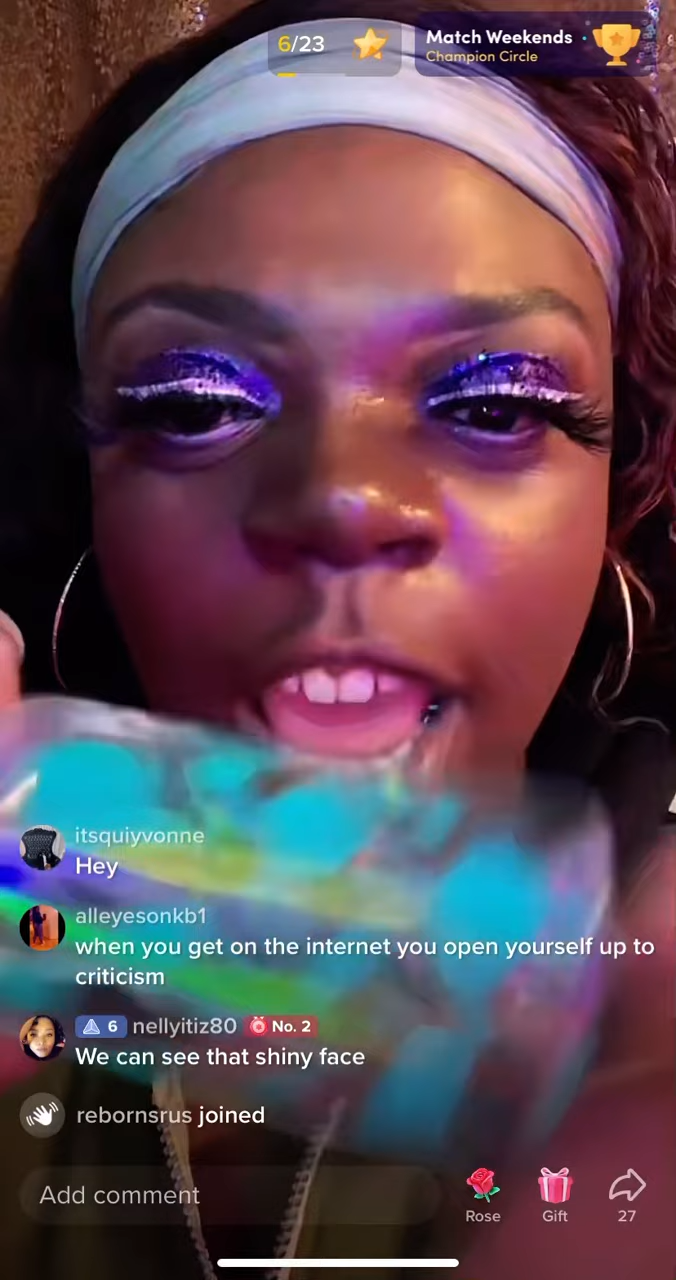 6/23
Match Weekends
Champion Circle
itsquiyvonne
Hey
alleyesonkb1
when you get on the internet you open yourself up to
criticism
6 nellyitiz80 No. 2
We can see that shiny face
rebornsrus joined
Add comment
Rose Gift 27